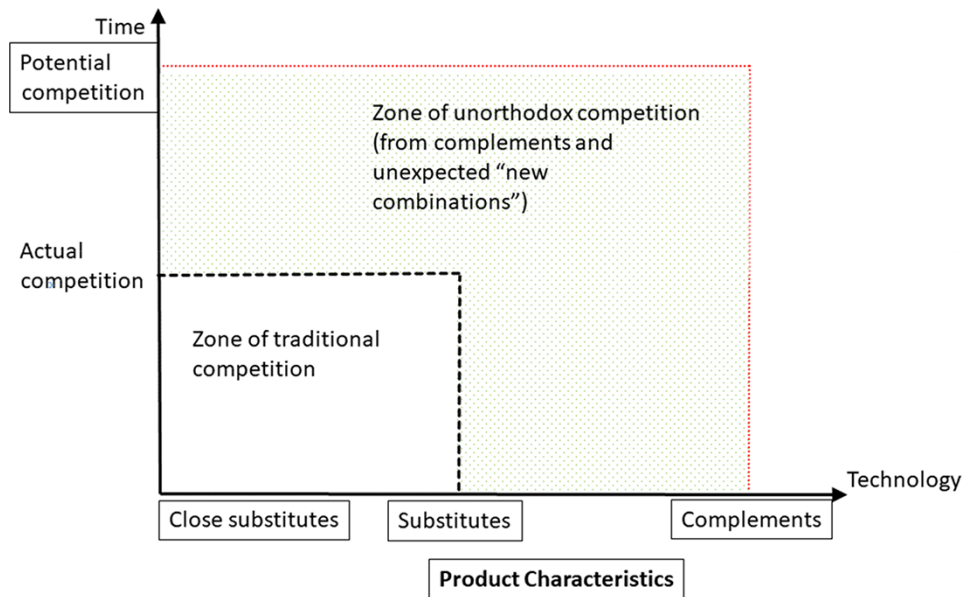 Time
Potential
competition
Zone of unorthodox competition
(from complements and
unexpected “new
combinations”)
Actual
competition
Zone of traditional
competition
Technology
Close substitutes
Substitutes
Complements
Product Characteristics